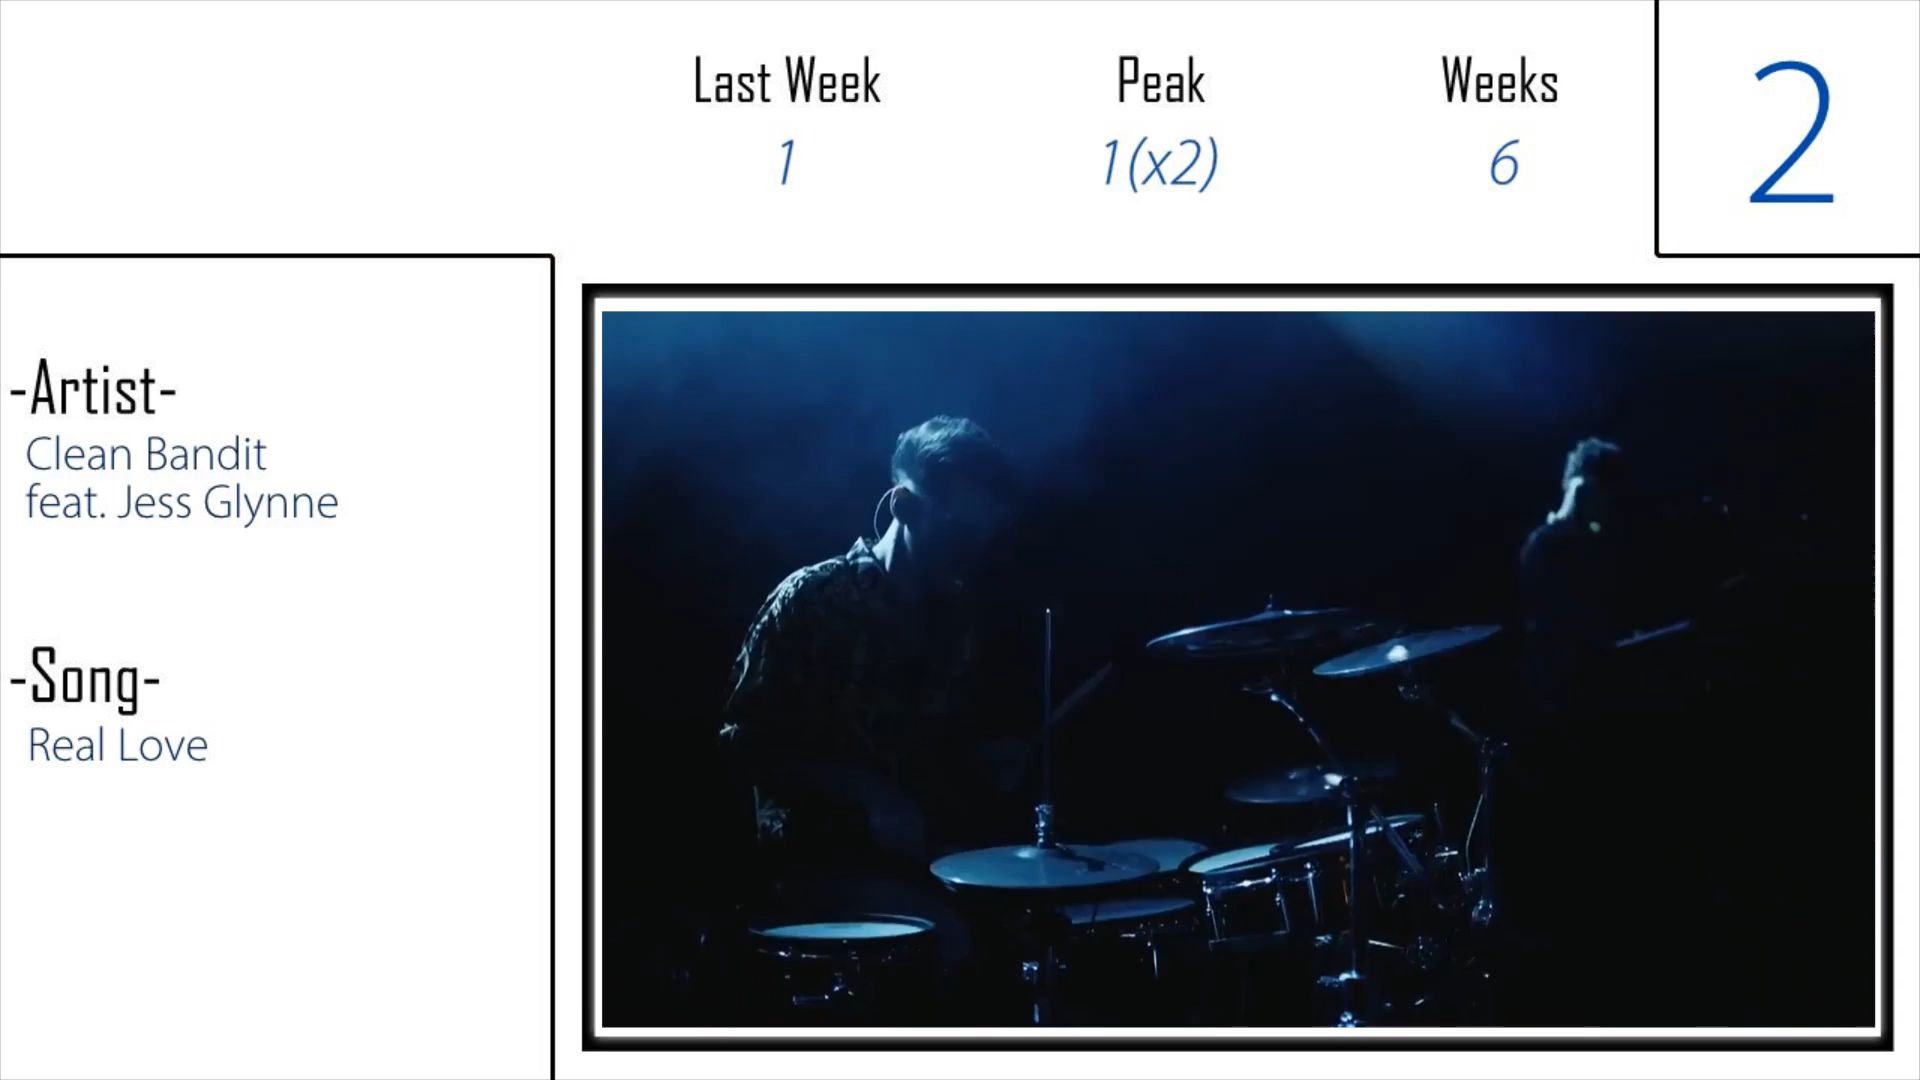 Last Week
Peak
Weeks
1
1(x2)
6
2
-Artist-
Clean Bandit
feat. Jess Glynne
-Song-
Real Love